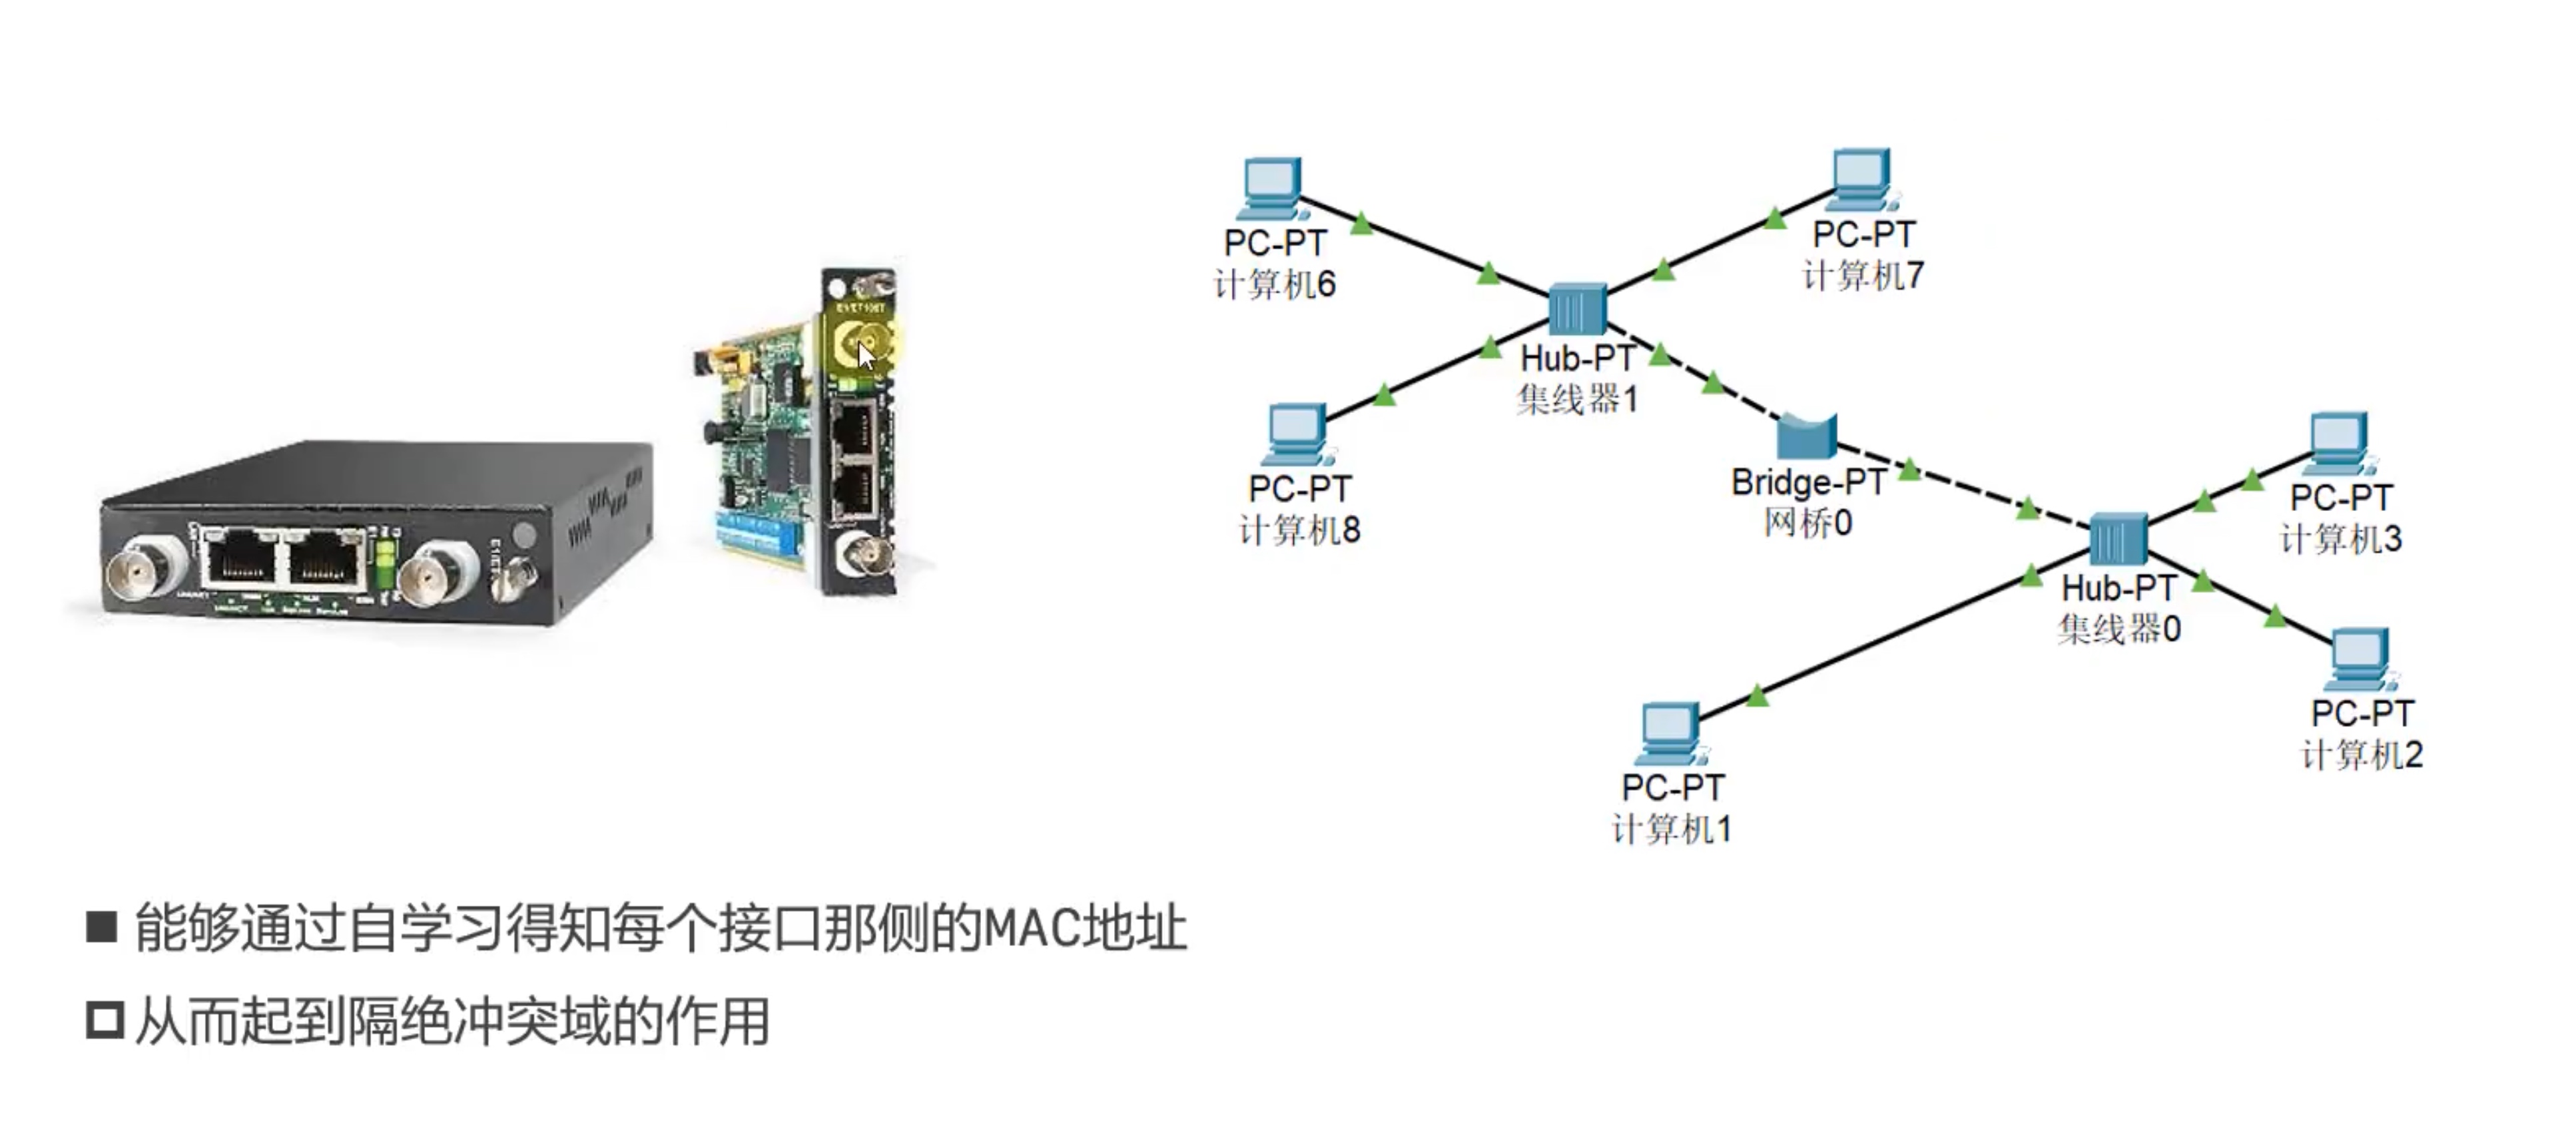 PC-PT
计算机6
PC-PT
计算机7
Hub-PT
集线器1
PC-PT
计算机8
Bridge-PT
网桥0
PC-PT
计算机3
Hub-PT
集线器0
PC-PT
计算机2
PC-PT
计算机1
能够通过自学习得知每个接口那侧的MAC地址
从而起到隔绝冲突域的作用